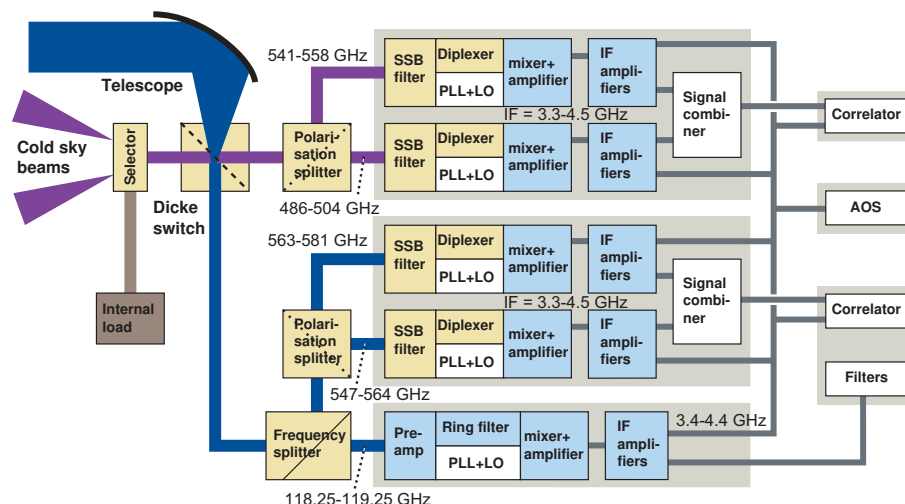 541-558 GHz
Telescope
Cold sky
beams
Selector
Dicke
switch
Internal
load
Polari-
sation
splitter
486-504 GHz
SSB
filter
Diplexer
PLL+LO
mixer+
amplifier
IF
ampli-
fiers
IF = 3.3-4.5 GHz
Signal
combi-
ner
SSB
filter
Diplexer
PLL+LO
mixer+
amplifier
IF
ampli-
fiers
Correlator
AOS
563-581 GHz
Polari-
sation
splitter
547-564 GHz
SSB
filter
Diplexer
PLL+LO
mixer+
amplifier
IF
ampli-
fiers
IF = 3.3-4.5 GHz
Signal
combi-
ner
SSB
filter
Diplexer
PLL+LO
mixer+
amplifier
IF
ampli-
fiers
Correlator
Filters
Frequency
splitter
118.25-119.25 GHz
Pre-
amp
Ring filter
PLL+LO
mixer+
amplifier
IF
ampli-
fiers
3.4-4.4 GHz